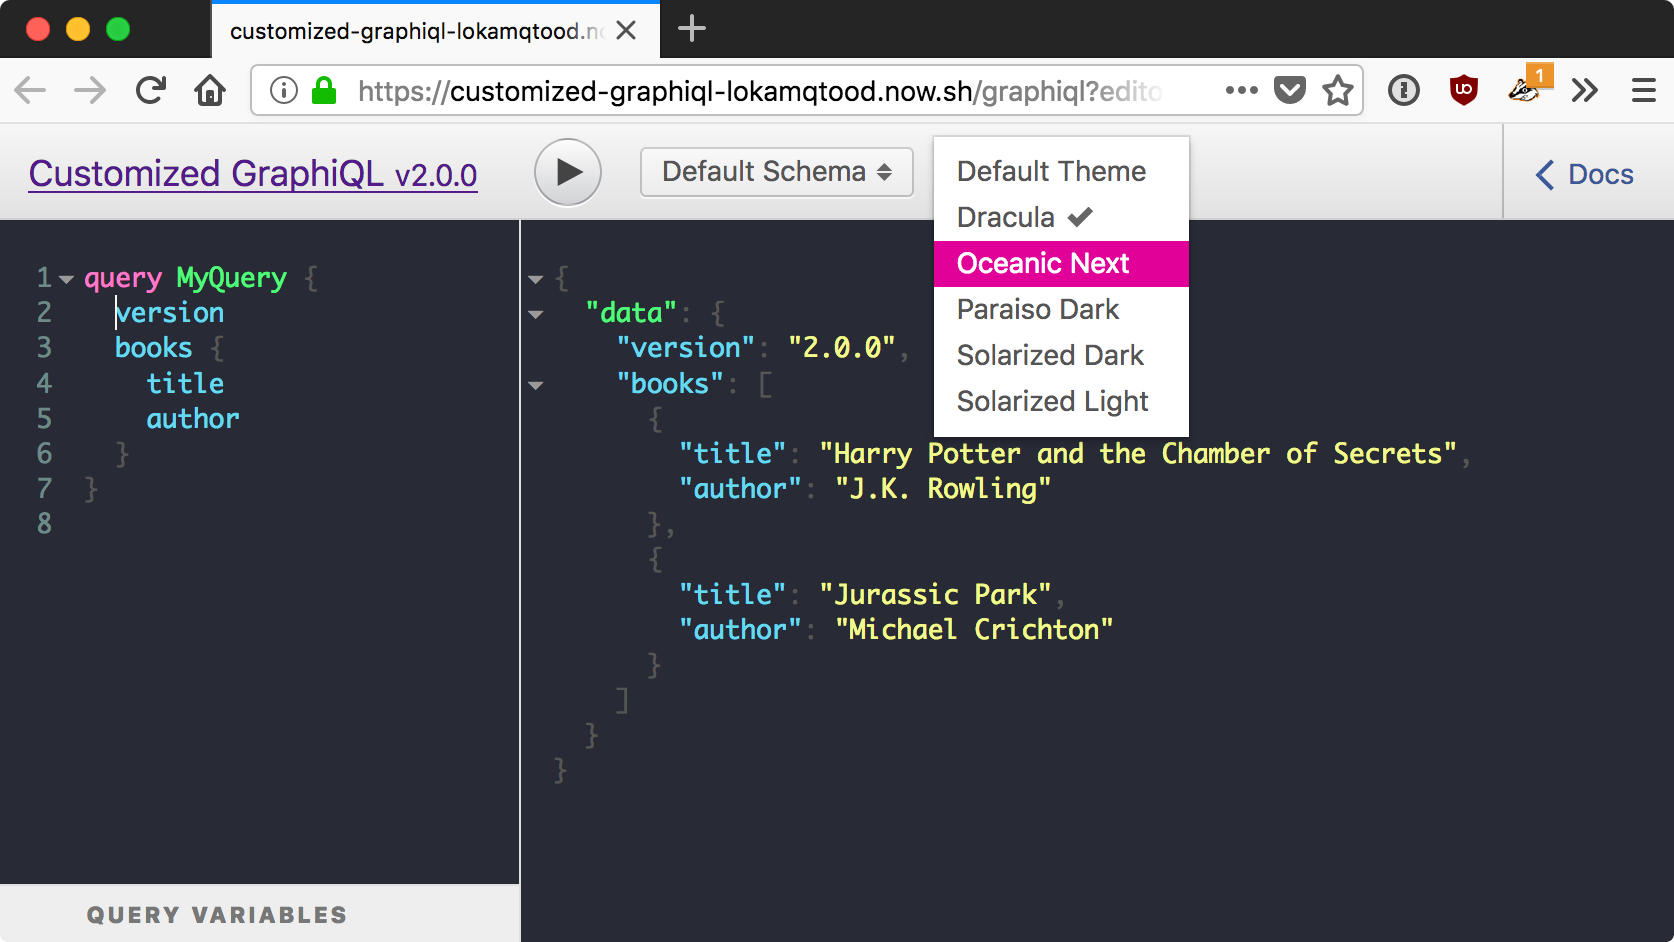 customized-graphiql-lokamqtood.n
https://customized-graphiql-lokamqtood.now.sh/graphiql?edito
1
Customized GraphiQL v2.0.0
Default Schema
Default Theme
Dracula ✔
Oceanic Next
Paraiso Dark
Solarized Dark
Solarized Light
Docs
1 query MyQuery {
2 version
3 books {
4 title
5 author
6 }
7 }
8
{
"data": {
"version": "2.0.0",
"books": [
{
"title": "Harry Potter and the Chamber of Secrets",
"author": "J.K. Rowling"
},
{
"title": "Jurassic Park",
"author": "Michael Crichton"
}
]
}
}
QUERY VARIABLES